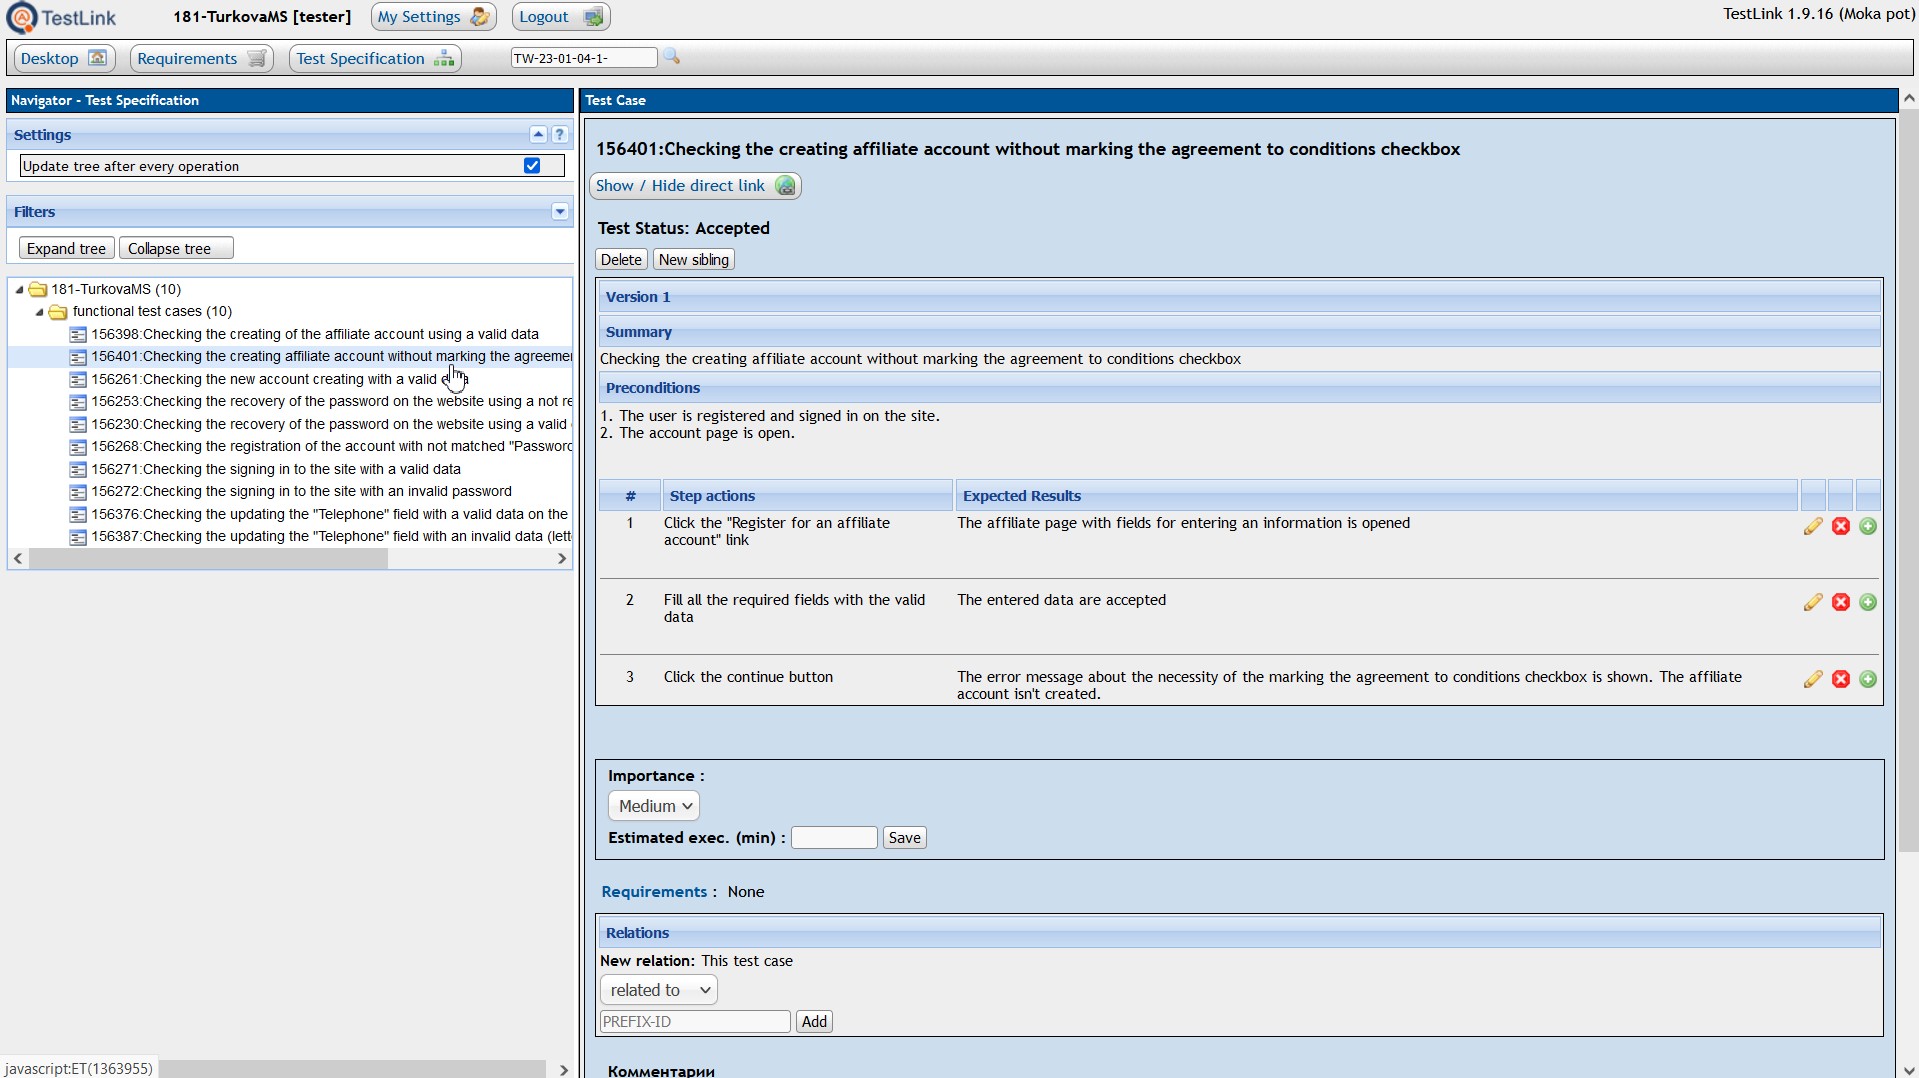 TestLink
181-TurkovaMS [tester]
My Settings
Logout
TestLink 1.9.16 (Moka pot)
Desktop
Requirements
Test Specification
TW-23-01-04-1-
Navigator - Test Specification
Settings
?
Update tree after every operation
Filters
Expand tree
Collapse tree
181-TurkovaMS (10)
functional test cases (10)
156398:Checking the creating of the affiliate account using a valid data
156401:Checking the creating affiliate account without marking the agreeme
156261:Checking the new account creating with a valid
156253:Checking the recovery of the password on the website using a not re
156230:Checking the recovery of the password on the website using a valid
156268:Checking the registration of the account with not matched "Passwor
156271:Checking the signing in to the site with a valid data
156272:Checking the signing in to the site with an invalid password
156376:Checking the updating the "Telephone" field with a valid data on the
156387:Checking the updating the "Telephone" field with an invalid data (lett
javascript:ET(1363955)
Test Case
156401:Checking the creating affiliate account without marking the agreement to conditions checkbox
Show / Hide direct link
Test Status: Accepted
Delete
New sibling
Version 1
Summary
Checking the creating affiliate account without marking the agreement to conditions checkbox
Preconditions
1. The user is registered and signed in on the site.
2. The account page is open.
# Step actions Expected Results
1 Click the "Register for an affiliate account" link The affiliate page with fields for entering an information is opened
2 Fill all the required fields with the valid data The entered data are accepted
3 Click the continue button The error message about the necessity of the marking the agreement to conditions checkbox is shown. The affiliate account isn't created.
Importance :
Medium
Estimated exec. (min) :
Save
Requirements : None
Relations
New relation: This test case
related to
PREFIX-ID
Add
Комментарии